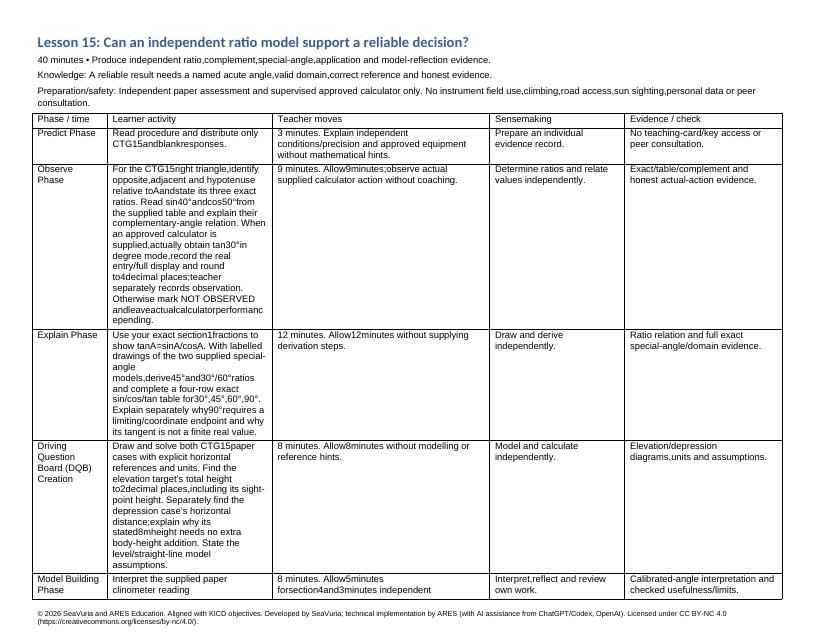 Lesson 15: Can an independent ratio model support a reliable decision?
40 minutes • Produce independent ratio,complement,special-angle,application and model-reflection evidence.
Knowledge: A reliable result needs a named acute angle,valid domain,correct reference and honest evidence.
Preparation/safety: Independent paper assessment and supervised approved calculator only. No instrument field use,climbing,road access,sun sighting,personal data or peer
consultation.
Phase / time
Learner activity
Teacher moves
Sensemaking
Evidence / check
Predict Phase
Read procedure and distribute only
CTG15andblankresponses.
3 minutes. Explain independent
conditions/precision and approved equipment
without mathematical hints.
Prepare an individual
evidence record.
No teaching-card/key access or
peer consultation.
Observe
Phase
For the CTG15right triangle,identify
opposite,adjacent and hypotenuse
relative toAandstate its three exact
ratios. Read sin40°andcos50°from
the supplied table and explain their
complementary-angle relation. When
an approved calculator is
supplied,actually obtain tan30°in
degree mode,record the real
entry/full display and round
to4decimal places;teacher
separately records observation.
Otherwise mark NOT OBSERVED
andleaveactualcalculatorperformanc
epending.
9 minutes. Allow9minutes;observe actual
supplied calculator action without coaching.
Determine ratios and relate
values independently.
Exact/table/complement and
honest actual-action evidence.
Explain Phase
Use your exact section1fractions to
show tanA=sinA/cosA. With labelled
drawings of the two supplied special-
angle
models,derive45°and30°/60°ratios
and complete a four-row exact
sin/cos/tan table for30°,45°,60°,90°.
Explain separately why90°requires a
limiting/coordinate endpoint and why
its tangent is not a finite real value.
12 minutes. Allow12minutes without supplying
derivation steps.
Draw and derive
independently.
Ratio relation and full exact
special-angle/domain evidence.
Driving
Question
Board (DQB)
Creation
Draw and solve both CTG15paper
cases with explicit horizontal
references and units. Find the
elevation target's total height
to2decimal places,including its sight-
point height. Separately find the
depression case's horizontal
distance;explain why its
stated8mheight needs no extra
body-height addition. State the
level/straight-line model
assumptions.
8 minutes. Allow8minutes without modelling or
reference hints.
Model and calculate
independently.
Elevation/depression
diagrams,units and assumptions.
Model Building
Phase
Interpret the supplied paper
clinometer reading
8 minutes. Allow5minutes
forsection4and3minutes independent
Interpret,reflect and review
own work.
Calibrated-angle interpretation and
checked usefulness/limits.
© 2026 SeaVuria and ARES Education. Aligned with KICD objectives. Developed by SeaVuria; technical implementation by ARES (with AI assistance from ChatGPT/Codex, OpenAI). Licensed under CC BY-NC 4.0
(https://creativecommons.org/licenses/by-nc/4.0/).